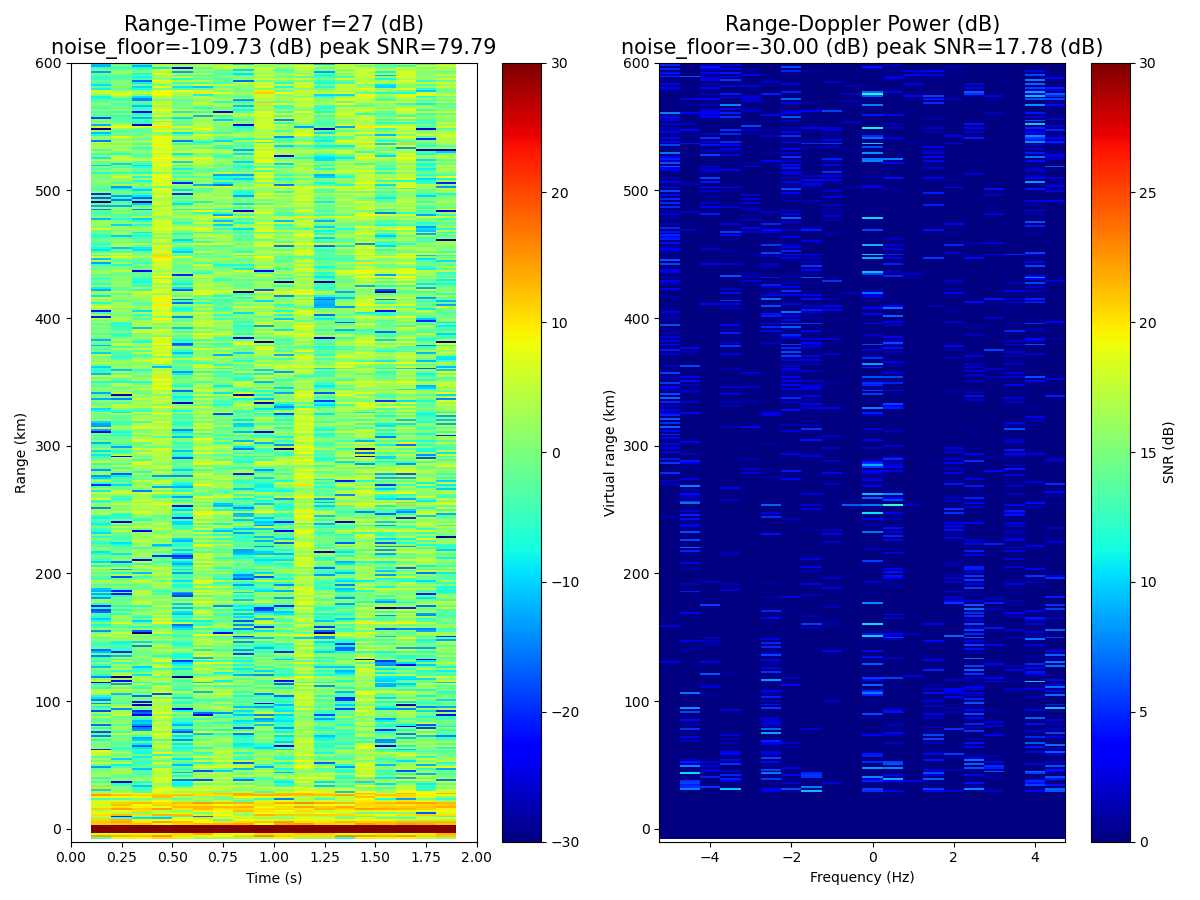 Range-Time Power f=27 (dB)
noise_floor=-109.73 (dB) peak SNR=79.79
Range-Doppler Power (dB)
noise_floor=-30.00 (dB) peak SNR=17.78 (dB)
600
500
400
300
200
100
0
Range (km)
0.00 0.25 0.50 0.75 1.00 1.25 1.50 1.75 2.00
Time (s)
30
20
10
0
−10
−20
−30
600
500
400
300
200
100
0
Virtual range (km)
−4 −2 0 2 4
Frequency (Hz)
30
25
20
15
10
5
0
SNR (dB)